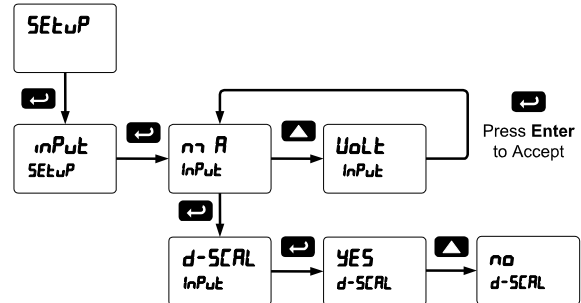 SEtuP
inPut
SEtuP
mA
InPut
VoLt
InPut
Press Enter
to Accept
d-SCAL
InPut
YES
d-SCAL
no
d-SCAL